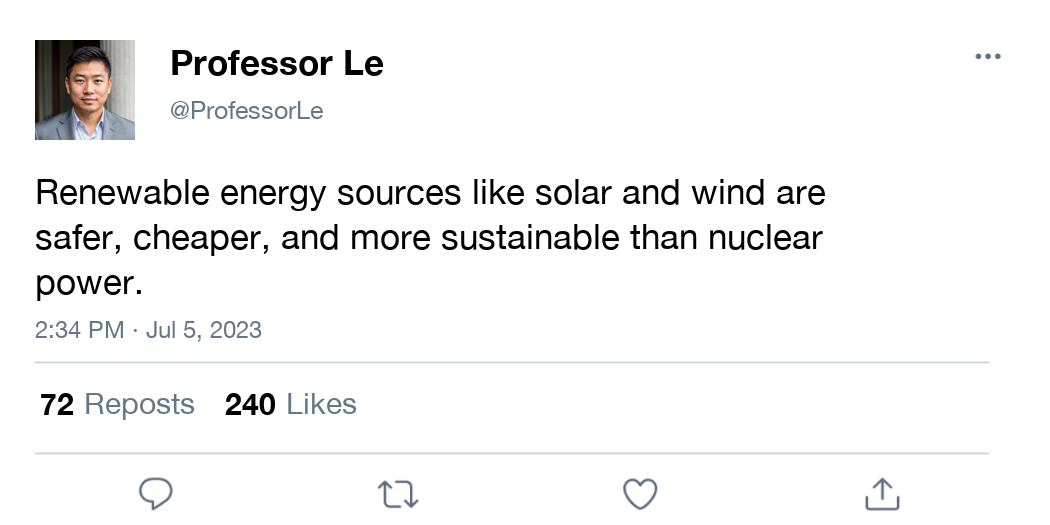 Professor Le
@ProfessorLe
Renewable energy sources like solar and wind are
safer, cheaper, and more sustainable than nuclear
power.
2:34 PM · Jul 5, 2023
72 Reposts 240 Likes